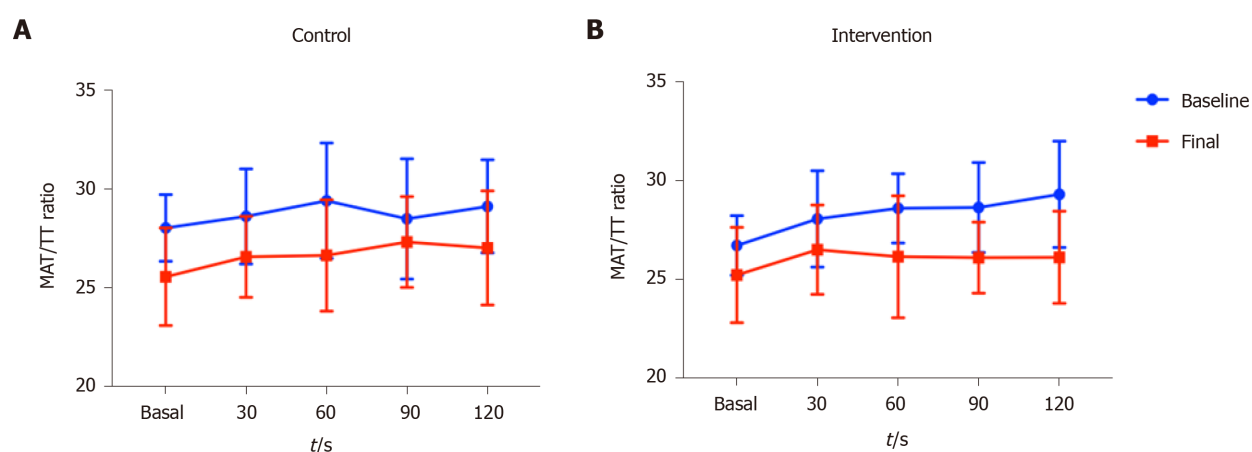 A
Control
MAT/TT ratio
35
30
25
20
Basal 30 60 90 120
t/s
B
Intervention
MAT/TT ratio
35
30
25
20
Basal 30 60 90 120
t/s
Baseline
Final